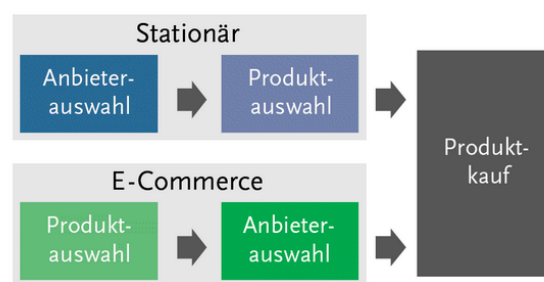 Stationär
Anbieter-
auswahl
Produkt-
auswahl
E-Commerce
Produkt-
auswahl
Anbieter-
auswahl
Produkt-
kauf